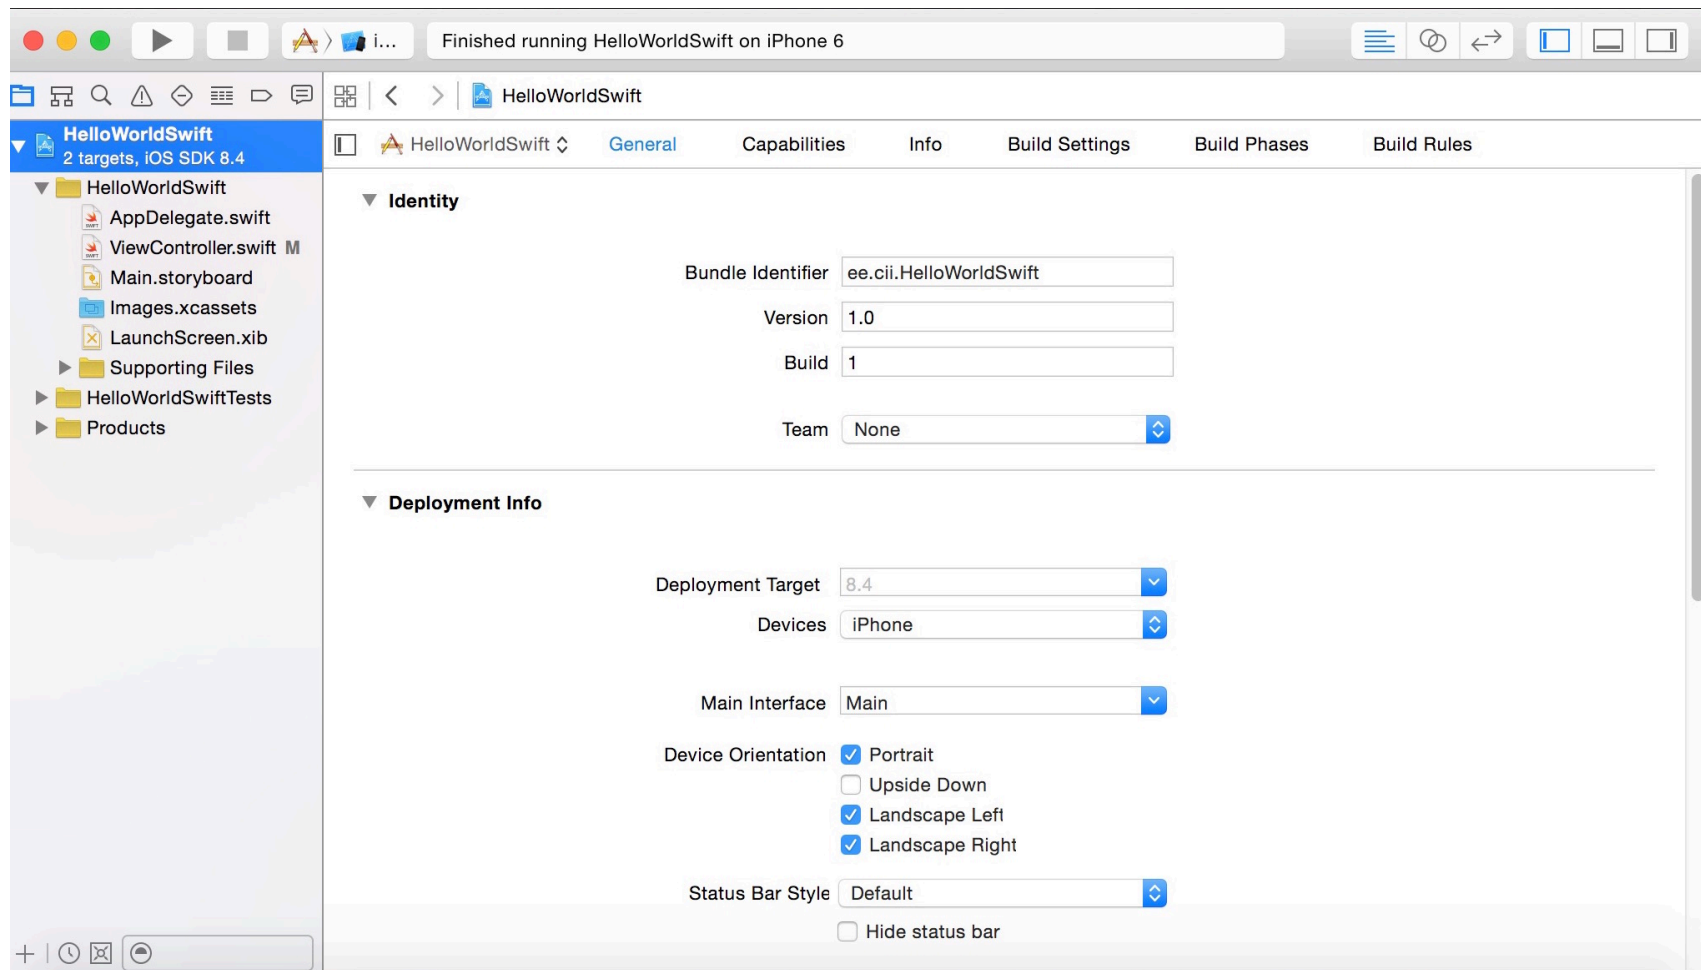 i...
Finished running HelloWorldSwift on iPhone 6
HelloWorldSwift
HelloWorldSwift
2 targets, iOS SDK 8.4
HelloWorldSwift
AppDelegate.swift
ViewController.swift M
Main.storyboard
Images.xcassets
LaunchScreen.xib
Supporting Files
HelloWorldSwiftTests
Products
HelloWorldSwift General Capabilities Info Build Settings Build Phases Build Rules
Identity
Bundle Identifier ee.cii.HelloWorldSwift
Version 1.0
Build 1
Team None
Deployment Info
Deployment Target 8.4
Devices iPhone
Main Interface Main
Device Orientation Portrait
Upside Down
Landscape Left
Landscape Right
Status Bar Style Default
Hide status bar